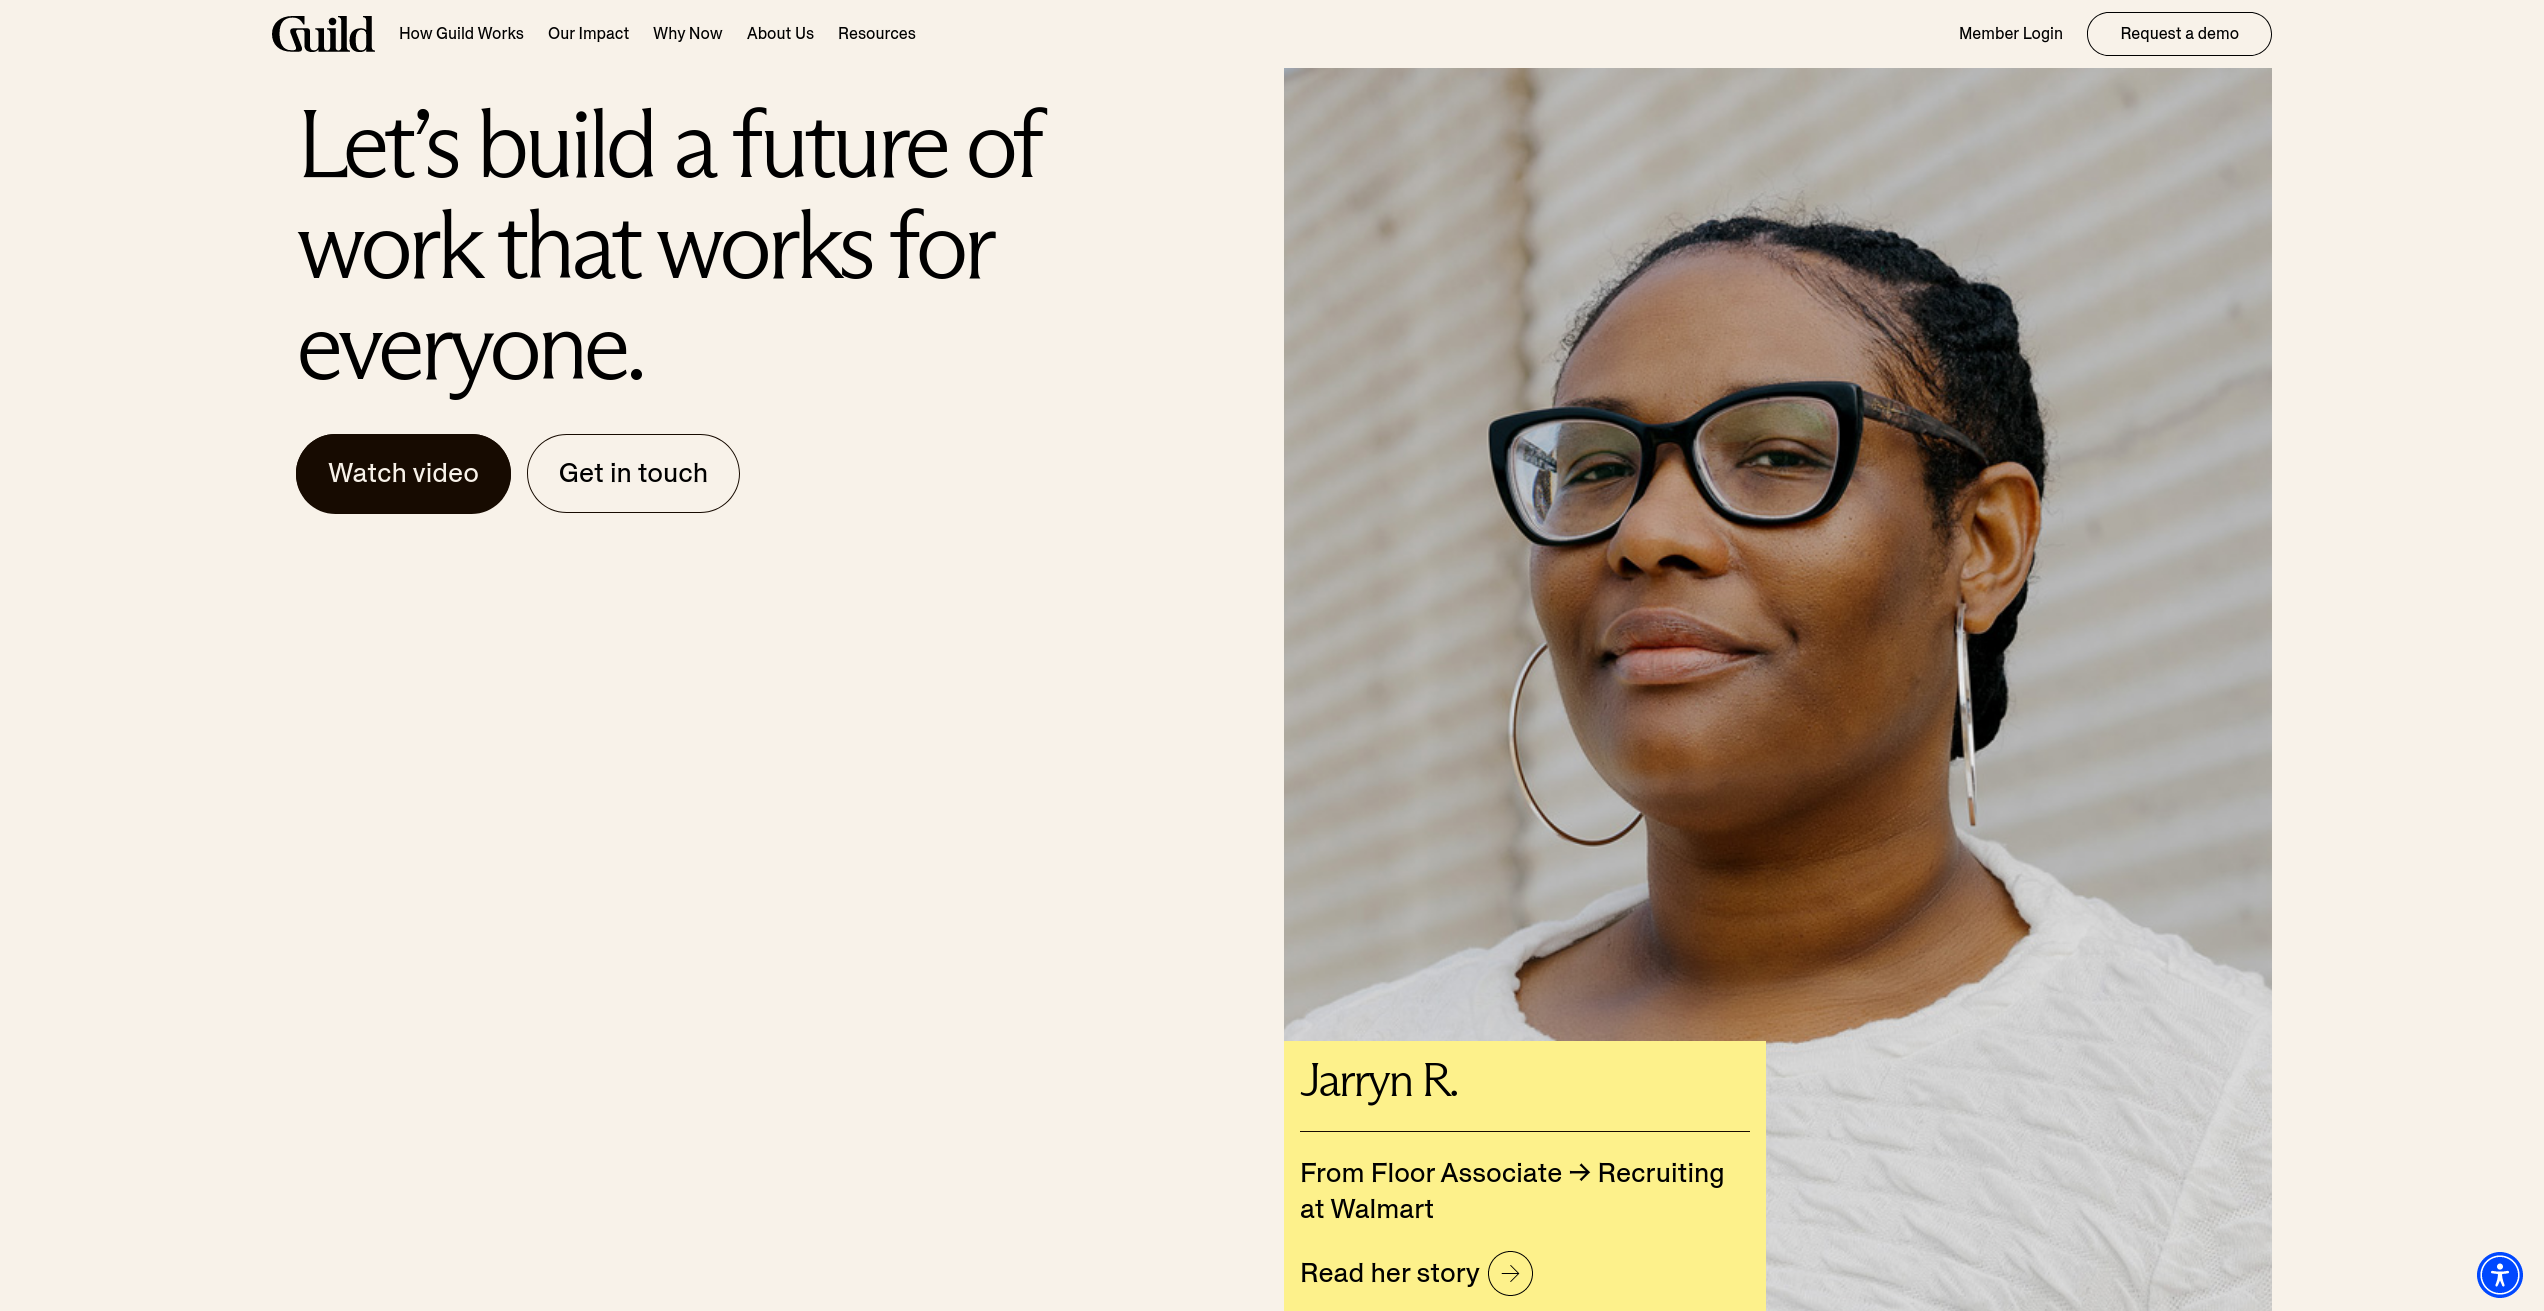 Guild
How Guild Works
Our Impact
Why Now
About Us
Resources
Member Login
Request a demo
Let’s build a future of
work that works for
everyone.
Watch video
Get in touch
Jarryn R.
From Floor Associate → Recruiting
at Walmart
Read her story